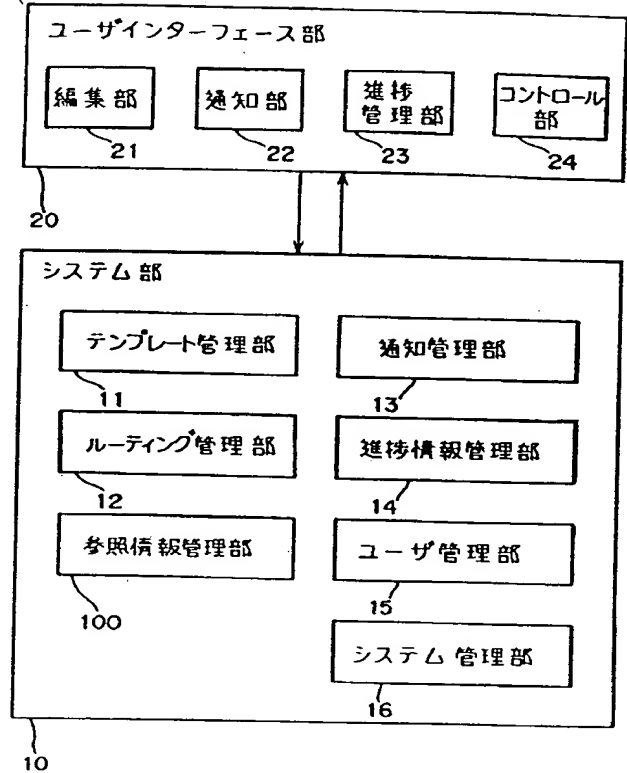 ユーザインターフェース部
編集部
通知部
進捗
管理部
コントロール
部
21
22
23
24
20
システム部
テンプレート管理部
通知管理部
11
13
ルーティング管理部
進捗情報管理部
12
14
参照情報管理部
ユーザ管理部
100
15
システム管理部
16
10